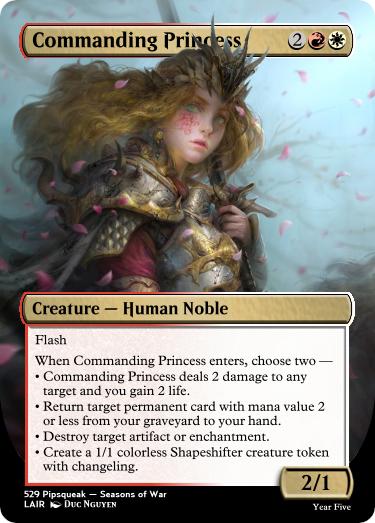 Commanding Princess 2
Creature — Human Noble
Flash
When Commanding Princess enters, choose two —
• Commanding Princess deals 2 damage to any
target and you gain 2 life.
• Return target permanent card with mana value 2
or less from your graveyard to your hand.
• Destroy target artifact or enchantment.
• Create a 1/1 colorless Shapeshifter creature token
with changeling.
2/1
529 Pipsqueak — Seasons of War
LAIR Duc Nguyen
Year Five